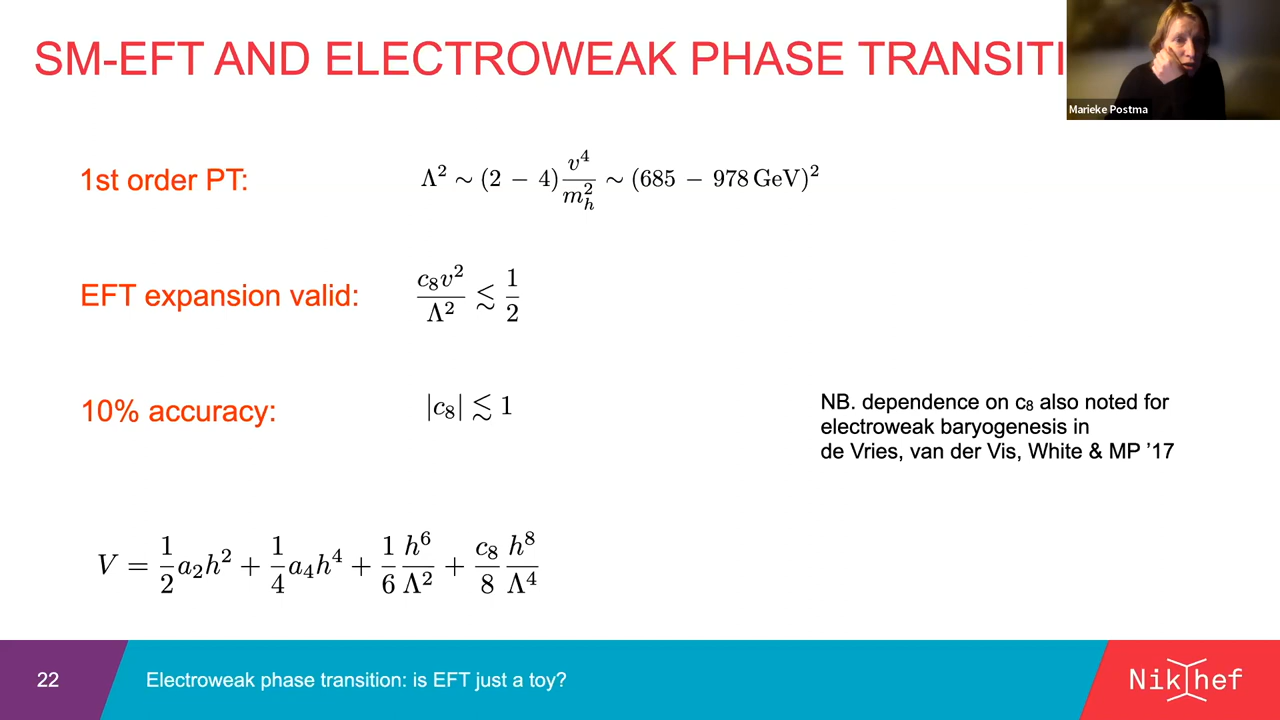 SM-EFT AND ELECTROWEAK PHASE TRANSITI
Marieke Postma
1st order PT: Λ² ∼ (2 − 4) v⁴/m_h² ∼ (685 − 978 GeV)²
EFT expansion valid: c₈v²/Λ² ≲ 1/2
10% accuracy: |c₈| ≲ 1
NB. dependence on c₈ also noted for
electroweak baryogenesis in
de Vries, van der Vis, White & MP ’17
V = 1/2 a₂h² + 1/4 a₄h⁴ + 1/6 h⁶/Λ² + c₈/8 h⁸/Λ⁴
22
Electroweak phase transition: is EFT just a toy?
Nikhef